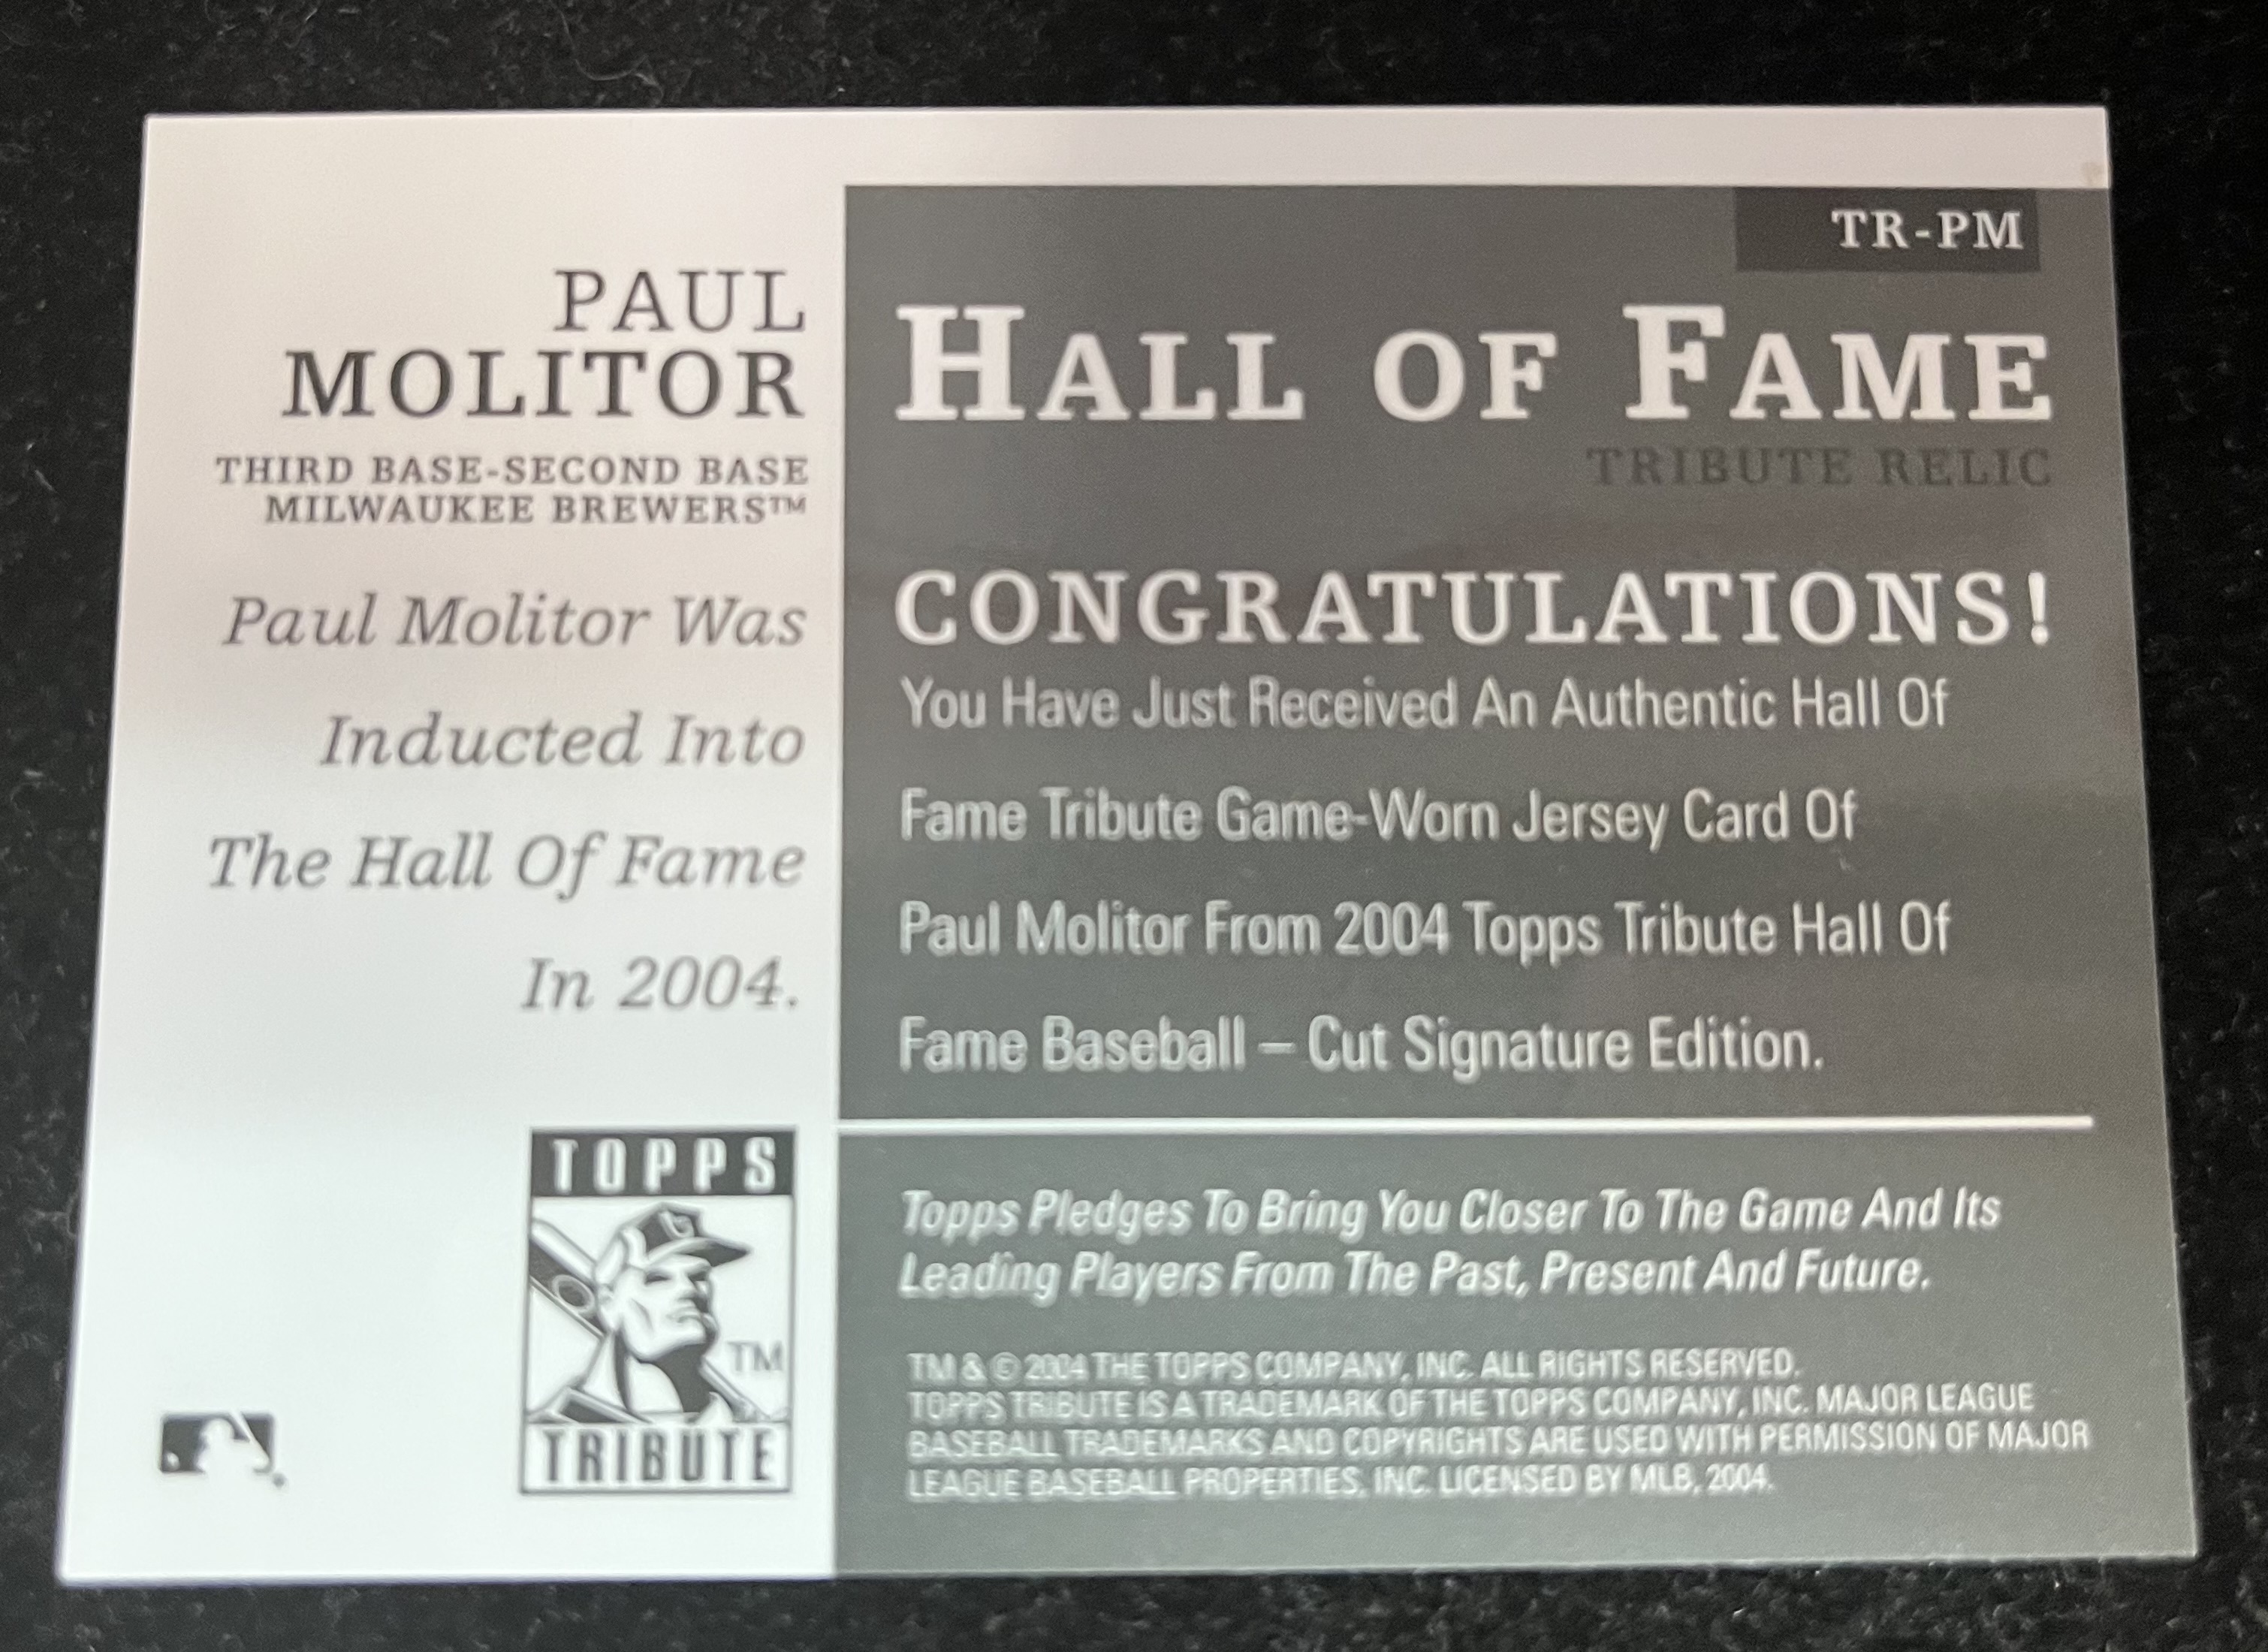 PAUL
MOLITOR
THIRD BASE-SECOND BASE
MILWAUKEE BREWERS™
Paul Molitor Was
Inducted Into
The Hall Of Fame
In 2004.
TOPPS
TM
TRIBUTE
TR-PM
HALL OF FAME
TRIBUTE RELIC
CONGRATULATIONS!
You Have Just Received An Authentic Hall Of
Fame Tribute Game-Worn Jersey Card Of
Paul Molitor From 2004 Topps Tribute Hall Of
Fame Baseball – Cut Signature Edition.
Topps Pledges To Bring You Closer To The Game And Its
Leading Players From The Past, Present And Future.
TM & © 2004 THE TOPPS COMPANY, INC. ALL RIGHTS RESERVED.
TOPPS TRIBUTE IS A TRADEMARK OF THE TOPPS COMPANY, INC. MAJOR LEAGUE
BASEBALL TRADEMARKS AND COPYRIGHTS ARE USED WITH PERMISSION OF MAJOR
LEAGUE BASEBALL PROPERTIES, INC. LICENSED BY MLB, 2004.